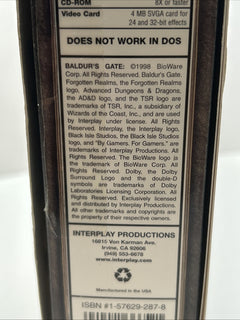 CD-ROM 8X or faster
Video Card 4 MB SVGA card for
24 and 32-bit effects
DOES NOT WORK IN DOS
BALDUR'S GATE: ©1998 BioWare
Corp. All Rights Reserved. Baldur's Gate.
Forgotten Realms, the Forgotten Realms
logo, Advanced Dungeons & Dragons,
the AD&D logo, and the TSR logo are
trademarks of TSR, Inc., a subsidiary of
Wizards of the Coast, Inc., and are used
by Interplay under license. All Rights
Reserved. Interplay, the Interplay logo,
Black Isle Studios, the Black Isle Studios
logo, and "By Gamers. For Gamers." are
trademarks of Interplay Productions. All
Rights Reserved. The BioWare logo is
the trademark of BioWare Corp. All
Rights Reserved. Dolby, the Dolby
Surround Logo and the double-D
symbols are trademarks of Dolby
Laboratories Licensing Corporation. All
Rights Reserved. Exclusively licensed
and distributed by Interplay Productions.
All other trademarks and copyrights are
the property of their respective owners.
INTERPLAY PRODUCTIONS
16815 Von Karman Ave.
Irvine, CA 92606
(949) 553-6678
www.interplay.com
Manufactured in the U.S.A.
ISBN #1-57629-287-8